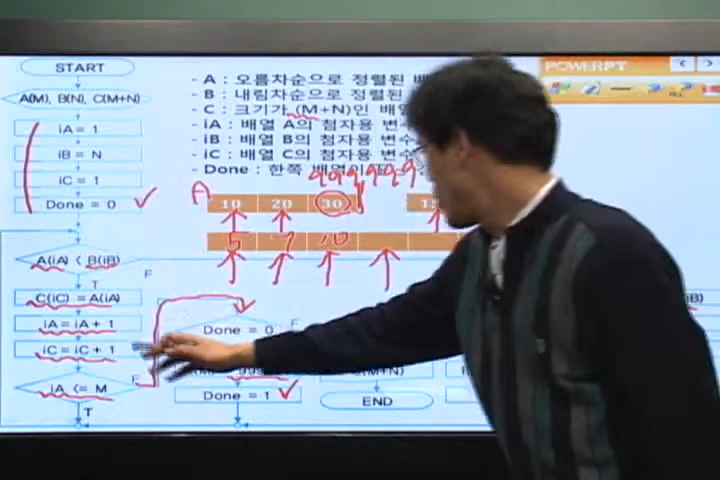 START
A(M), B(N), C(M+N)
iA = 1
iB = N
iC = 1
Done = 0
A(iA) < B(iB)
F
T
C(iC) = A(iA)
iA = iA + 1
iC = iC + 1
iA <= M
F
T
Done = 0
F
Done = 1
END
- A : 오름차순으로 정렬된
- B : 내림차순으로 정렬된
- C : 크기가 (M+N)인 배열
- iA : 배열 A의 첨자용 변수
- iB : 배열 B의 첨자용 변수
- iC : 배열 C의 첨자용 변수
- Done : 한쪽
A 10 20 30
5 7 10
POWERPT